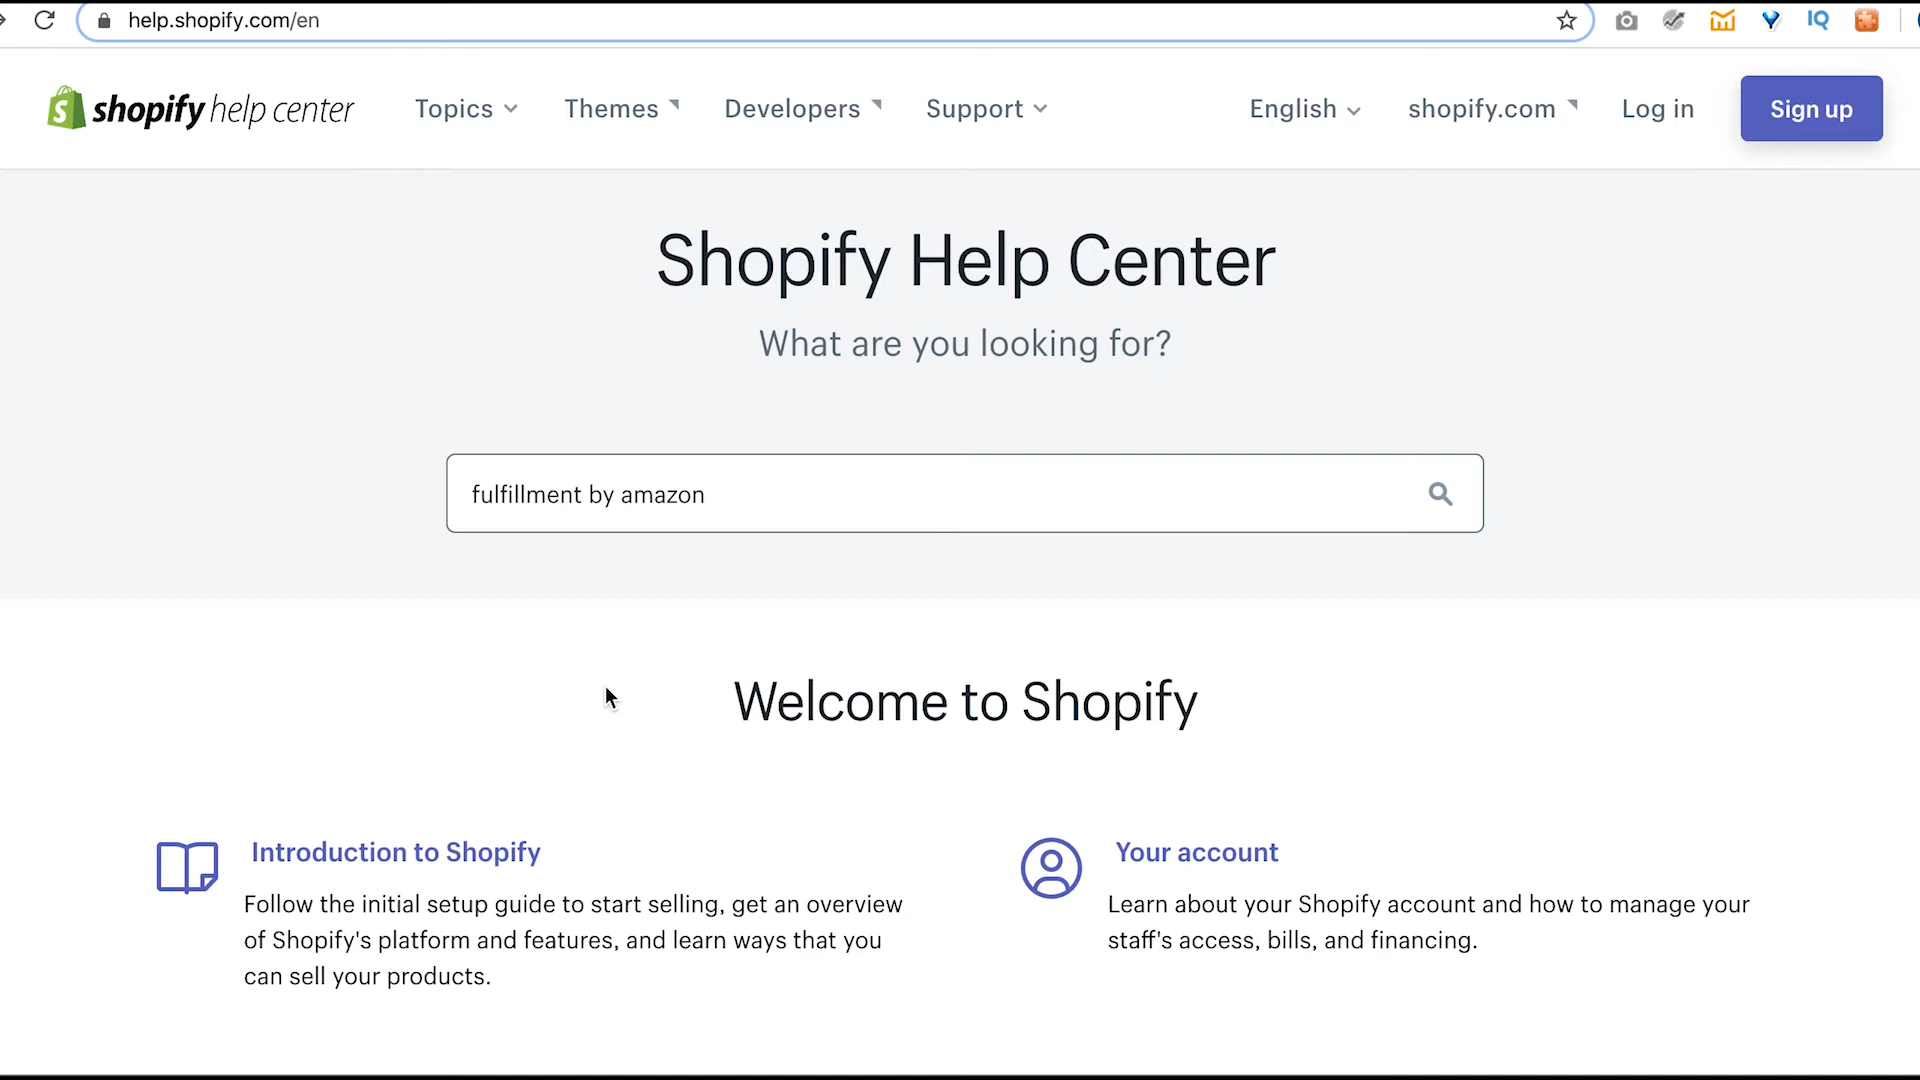 help.shopify.com/en
IQ
shopify help center Topics Themes Developers Support English shopify.com Log in Sign up
Shopify Help Center
What are you looking for?
fulfillment by amazon
Welcome to Shopify
Introduction to Shopify
Follow the initial setup guide to start selling, get an overview
of Shopify's platform and features, and learn ways that you
can sell your products.
Your account
Learn about your Shopify account and how to manage your
staff's access, bills, and financing.